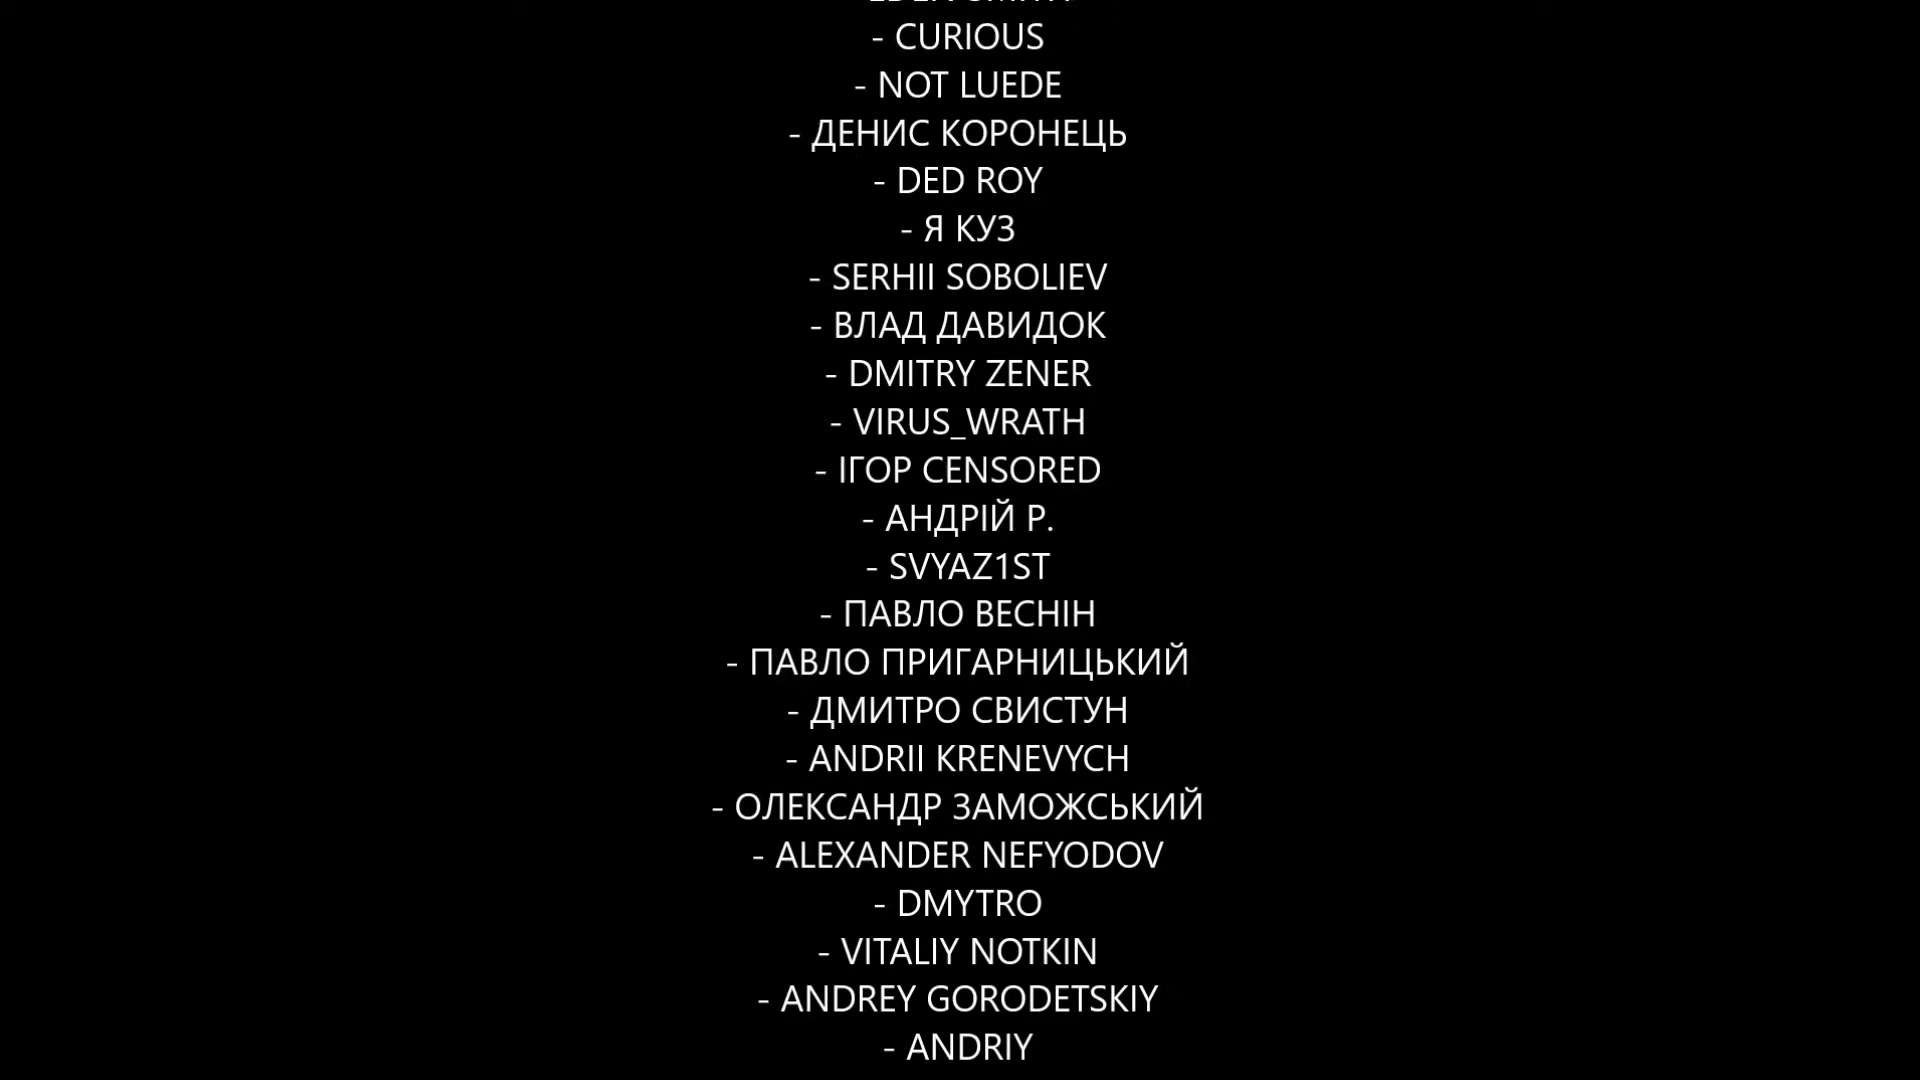 - CURIOUS
- NOT LUEDE
- ДЕНИС КОРОНЕЦЬ
- DED ROY
- Я КУЗ
- SERHII SOBOLIEV
- ВЛАД ДАВИДОК
- DMITRY ZENER
- VIRUS_WRATH
- ІГОР CENSORED
- АНДРІЙ Р.
- SVYAZ1ST
- ПАВЛО ВЕСНІН
- ПАВЛО ПРИГАРНИЦЬКИЙ
- ДМИТРО СВИСТУН
- ANDRII KRENEVYCH
- ОЛЕКСАНДР ЗАМОЖСЬКИЙ
- ALEXANDER NEFYODOV
- DMYTRO
- VITALIY NOTKIN
- ANDREY GORODETSKIY
- ANDRIY